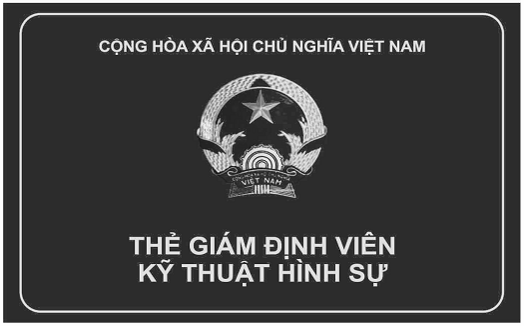 CỘNG HÒA XÃ HỘI CHỦ NGHĨA VIỆT NAM
VIỆT NAM
THẺ GIÁM ĐỊNH VIÊN
KỸ THUẬT HÌNH SỰ